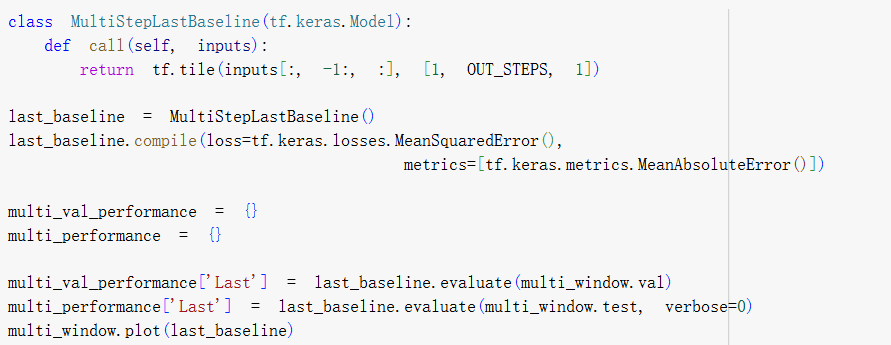 class MultiStepLastBaseline(tf.keras.Model):
    def call(self, inputs):
        return tf.tile(inputs[:, -1:, :], [1, OUT_STEPS, 1])
last_baseline = MultiStepLastBaseline()
last_baseline.compile(loss=tf.keras.losses.MeanSquaredError(),
                      metrics=[tf.keras.metrics.MeanAbsoluteError()])
multi_val_performance = {}
multi_performance = {}
multi_val_performance['Last'] = last_baseline.evaluate(multi_window.val)
multi_performance['Last'] = last_baseline.evaluate(multi_window.test, verbose=0)
multi_window.plot(last_baseline)